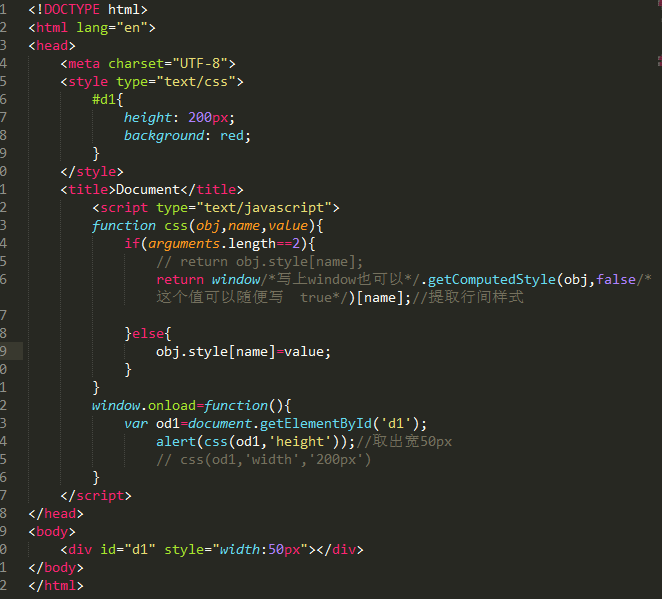 1 <!DOCTYPE html>
2 <html lang="en">
3 <head>
4     <meta charset="UTF-8">
5     <style type="text/css">
6         #d1{
7             height: 200px;
8             background: red;
9         }
0     </style>
1     <title>Document</title>
2         <script type="text/javascript">
3         function css(obj,name,value){
4             if(arguments.length==2){
5                 // return obj.style[name];
6                 return window/*写上window也可以*/.getComputedStyle(obj,false/*
                  这个值可以随便写  true*/)[name];//提取行间样式
7
8             }else{
9                 obj.style[name]=value;
0             }
1         }
2         window.onload=function(){
3             var od1=document.getElementById('d1');
4                 alert(css(od1,'height'));//取出宽50px
5                 // css(od1,'width','200px')
6         }
7     </script>
8 </head>
9 <body>
0     <div id="d1" style="width:50px"></div>
1 </body>
2 </html>